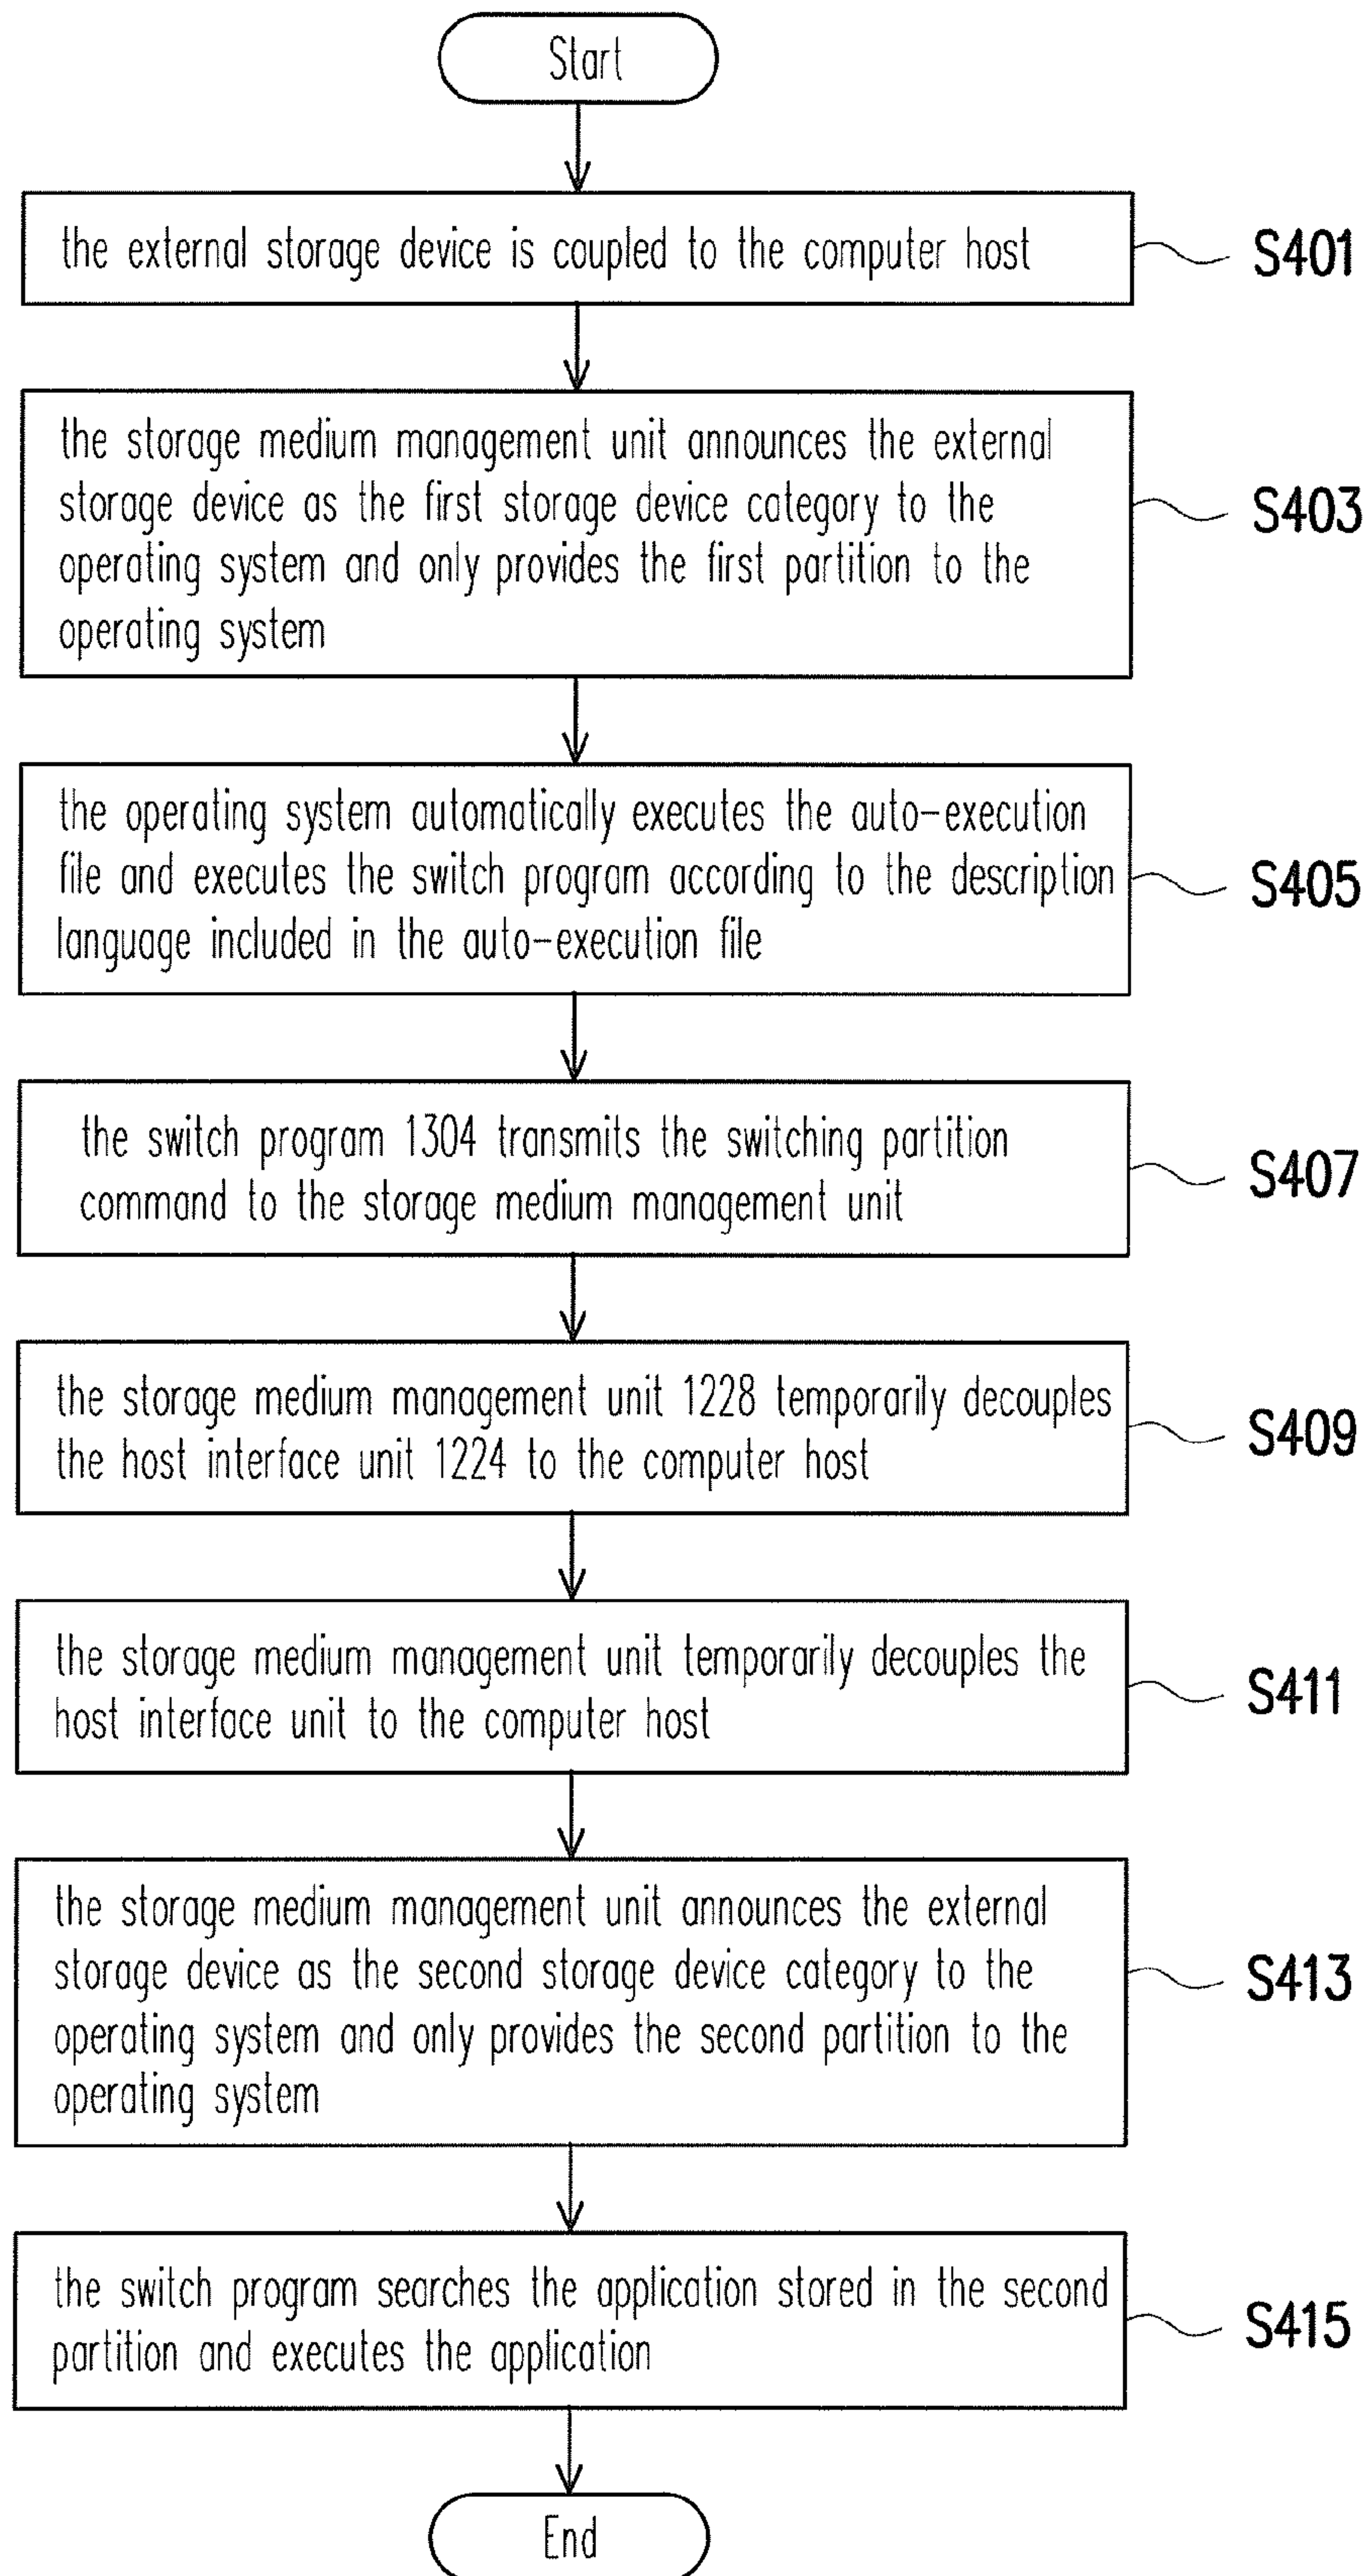 Start
the external storage device is coupled to the computer host
S401
the storage medium management unit announces the external
storage device as the first storage device category to the
operating system and only provides the first partition to the
operating system
S403
the operating system automatically executes the auto-execution
file and executes the switch program according to the description
language included in the auto-execution file
S405
the switch program 1304 transmits the switching partition
command to the storage medium management unit
S407
the storage medium management unit 1228 temporarily decouples
the host interface unit 1224 to the computer host
S409
the storage medium management unit temporarily decouples the
host interface unit to the computer host
S411
the storage medium management unit announces the external
storage device as the second storage device category to the
operating system and only provides the second partition to the
operating system
S413
the switch program searches the application stored in the second
partition and executes the application
S415
End